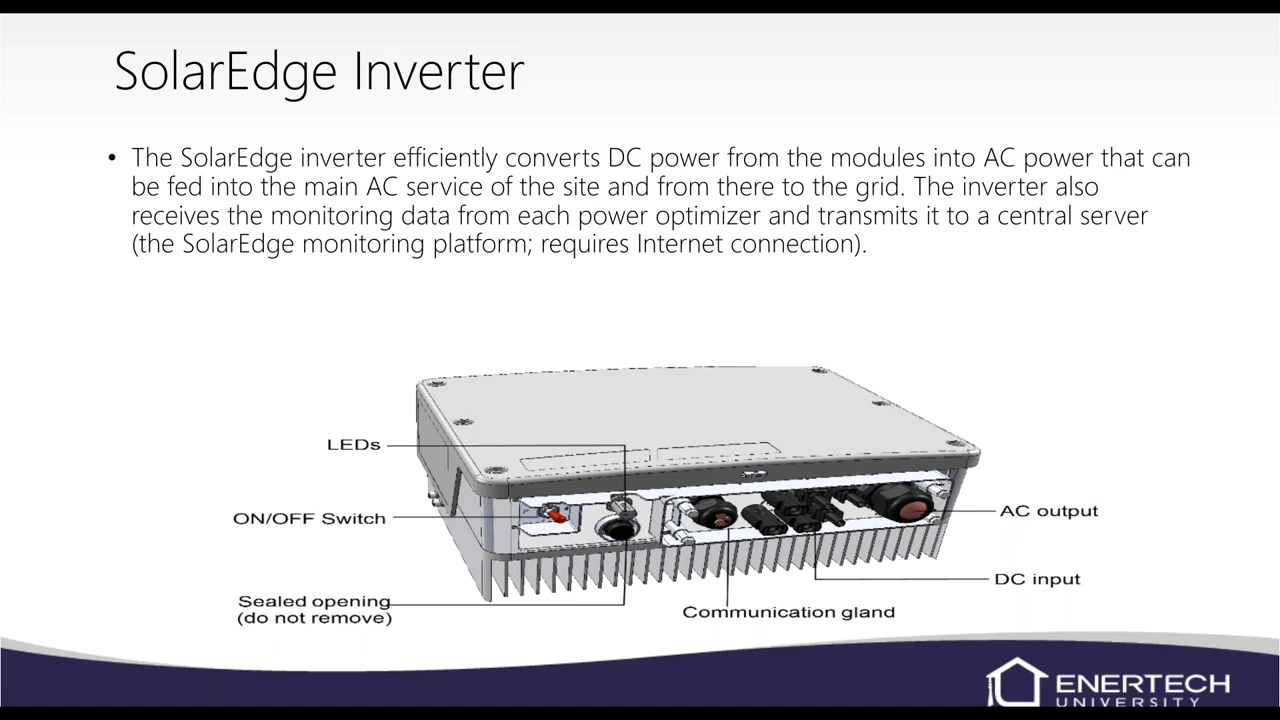 SolarEdge Inverter
• The SolarEdge inverter efficiently converts DC power from the modules into AC power that can
be fed into the main AC service of the site and from there to the grid. The inverter also
receives the monitoring data from each power optimizer and transmits it to a central server
(the SolarEdge monitoring platform; requires Internet connection).
LEDs
ON/OFF Switch
AC output
DC input
Sealed opening
(do not remove)
Communication gland
ENERTECH
UNIVERSITY